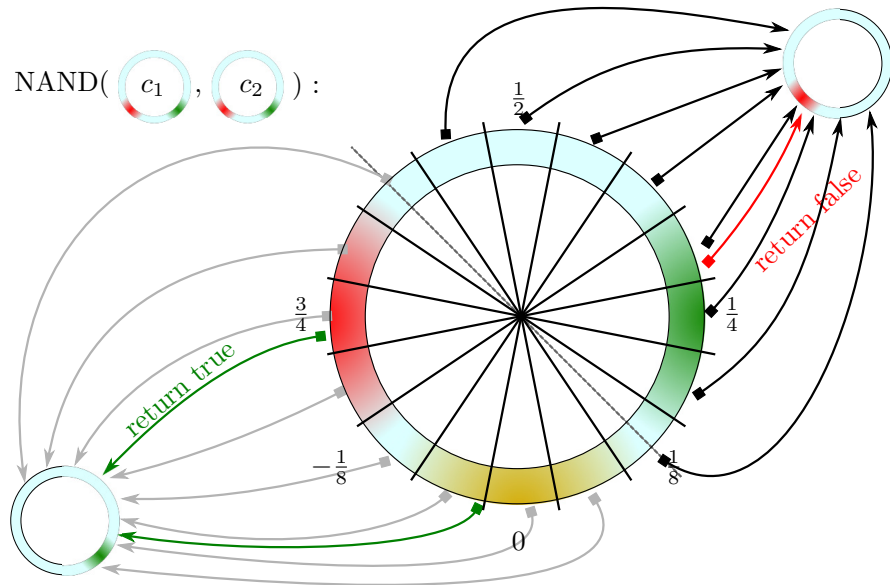 NAND( c₁ , c₂ ) :
1/2
return false
3/4
1/4
return true
−1/8
1/8
0